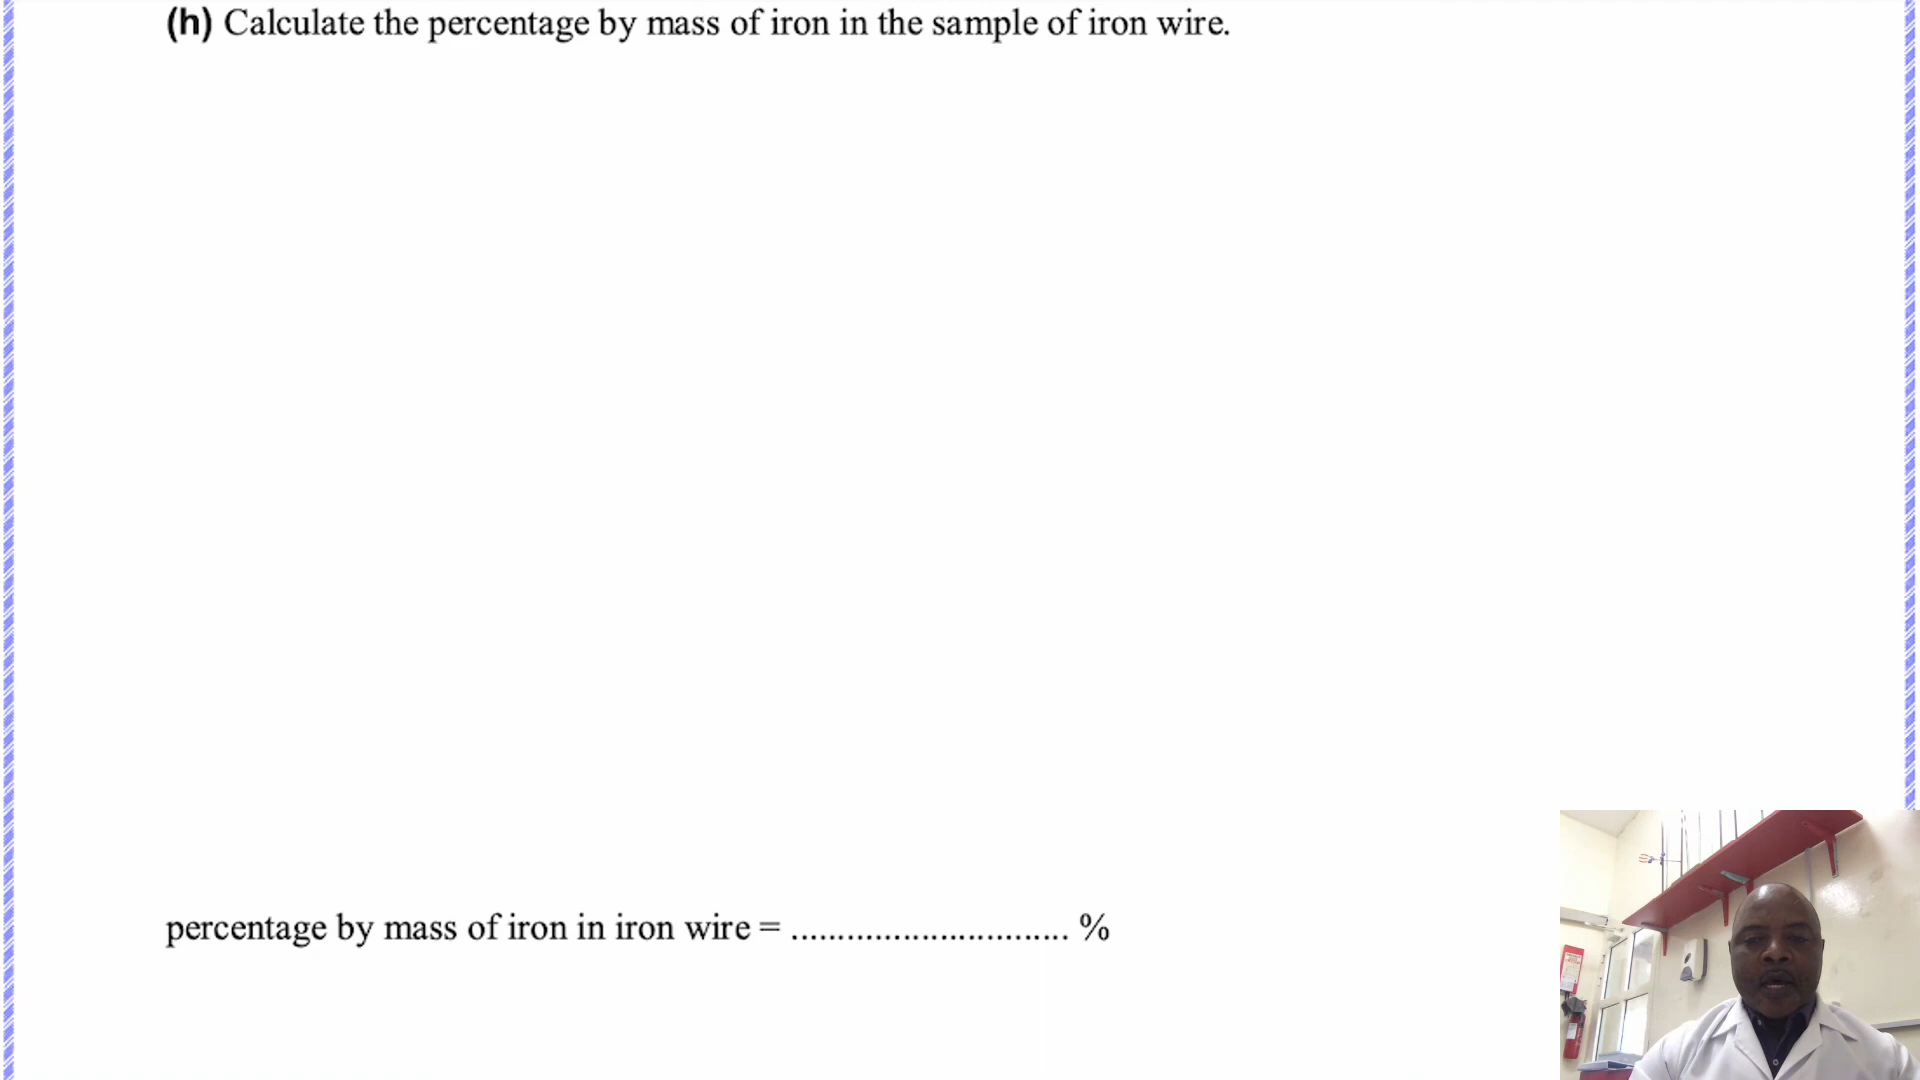 (h) Calculate the percentage by mass of iron in the sample of iron wire.
percentage by mass of iron in iron wire = .............................. %